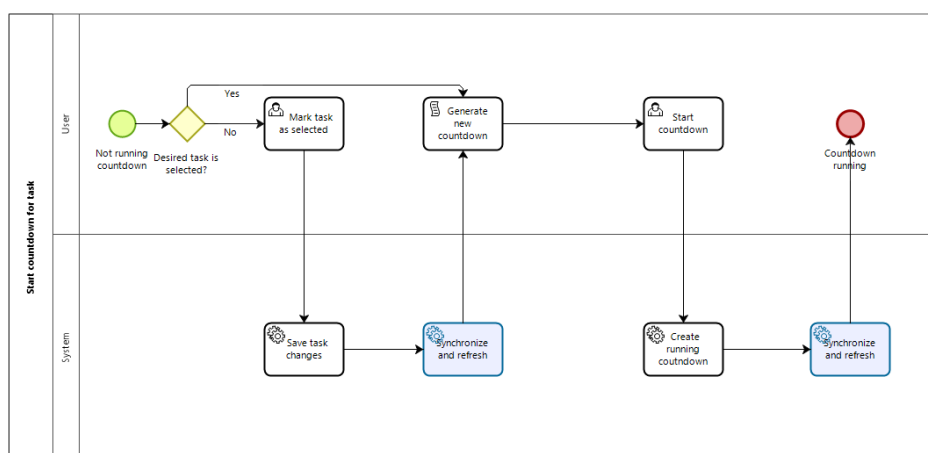 Start countdown for task
User
Yes
Mark task
as selected
Generate
new
countdown
Start
countdown
No
Not running
countdown
Desired task is
selected?
Countdown
running
System
Save task
changes
Synchronize
and refresh
Create
running
coutndown
Synchronize
and refresh